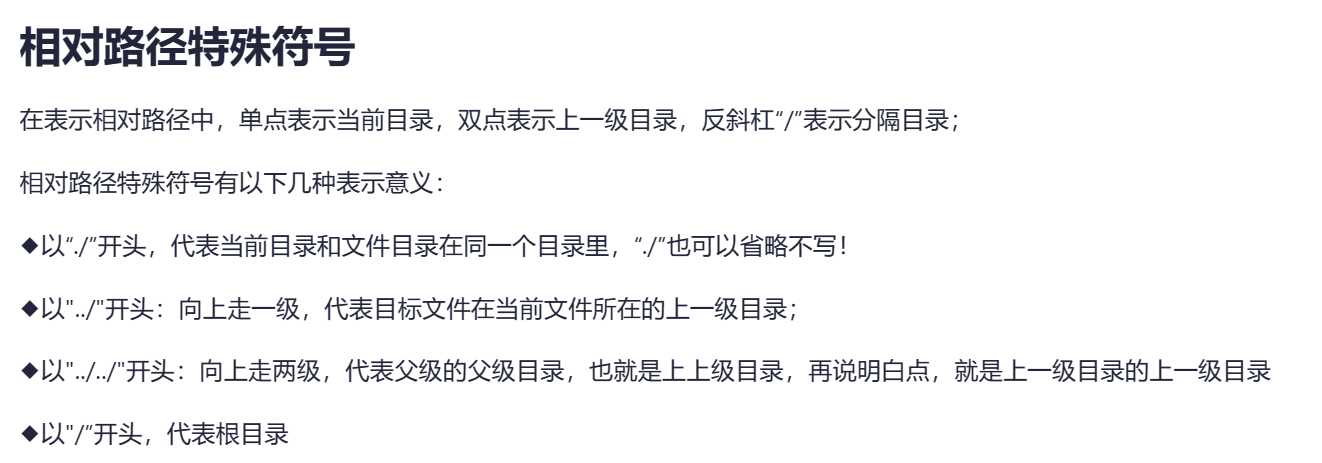 相对路径特殊符号
在表示相对路径中，单点表示当前目录，双点表示上一级目录，反斜杠“/”表示分隔目录；
相对路径特殊符号有以下几种表示意义：
◆以“./”开头，代表当前目录和文件目录在同一个目录里，“./”也可以省略不写！
◆以"../"开头：向上走一级，代表目标文件在当前文件所在的上一级目录；
◆以"../../"开头：向上走两级，代表父级的父级目录，也就是上上级目录，再说明白点，就是上一级目录的上一级目录
◆以"/”开头，代表根目录